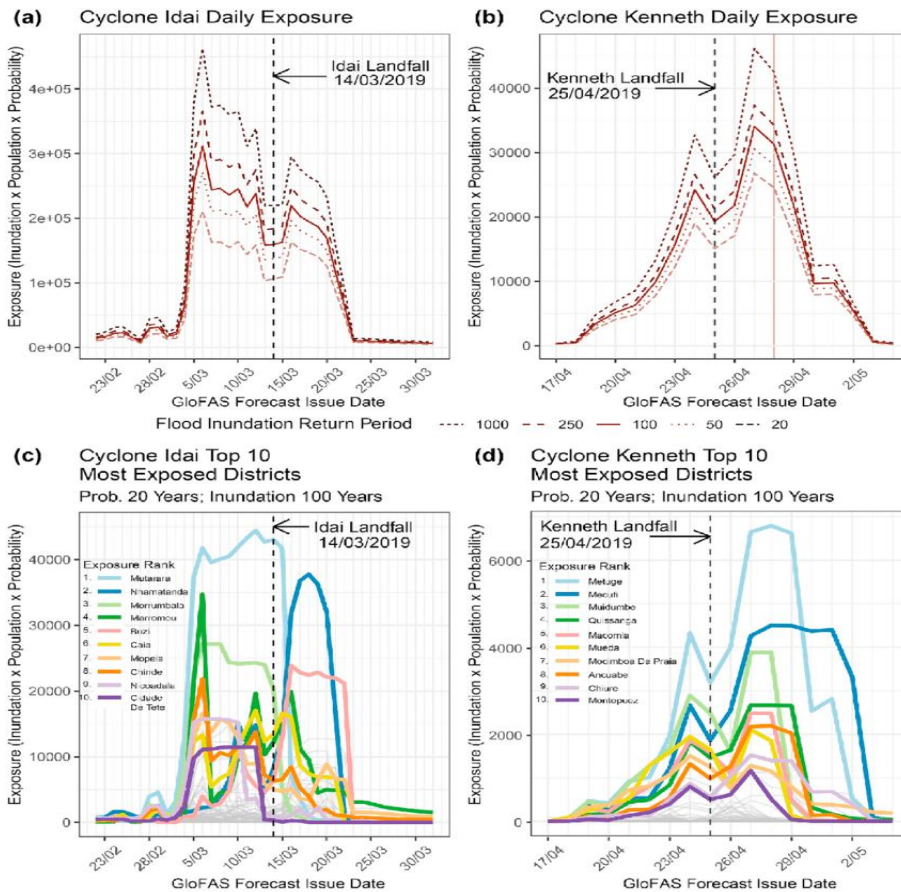 (a) Cyclone Idai Daily Exposure
Exposure (Inundation x Population x Probability)
4e+05
3e+05
2e+05
1e+05
0e+00
Idai Landfall
14/03/2019
23/02 28/02 5/03 10/03 15/03 20/03 25/03 30/03
GloFAS Forecast Issue Date
(b) Cyclone Kenneth Daily Exposure
Exposure (Inundation x Population x Probability)
40000
30000
20000
10000
0
Kenneth Landfall
25/04/2019
17/04 20/04 23/04 26/04 29/04 2/05
GloFAS Forecast Issue Date
Flood Inundation Return Period 1000 250 100 50 20
(c) Cyclone Idai Top 10
Most Exposed Districts
Prob. 20 Years; Inundation 100 Years
Exposure (Inundation x Population x Probability)
40000
30000
20000
10000
0
Idai Landfall
14/03/2019
Exposure Rank
1. Mutarara
2. Nhamatanda
3. Morrumbala
4. Marromeu
5. Buzi
6. Caia
7. Mopeia
8. Chinde
9. Nicoadala
10. Cidade
De Tete
23/02 28/02 5/03 10/03 15/03 20/03 25/03 30/03
GloFAS Forecast Issue Date
(d) Cyclone Kenneth Top 10
Most Exposed Districts
Prob. 20 Years; Inundation 100 Years
Exposure (Inundation x Population x Probability)
6000
4000
2000
0
Kenneth Landfall
25/04/2019
Exposure Rank
1. Metuge
2. Mecufi
3. Muidumbe
4. Quissanga
5. Macomia
6. Mueda
7. Mocimboa Da Praia
8. Ancuabe
9. Chiure
10. Montepuez
17/04 20/04 23/04 26/04 29/04 2/05
GloFAS Forecast Issue Date